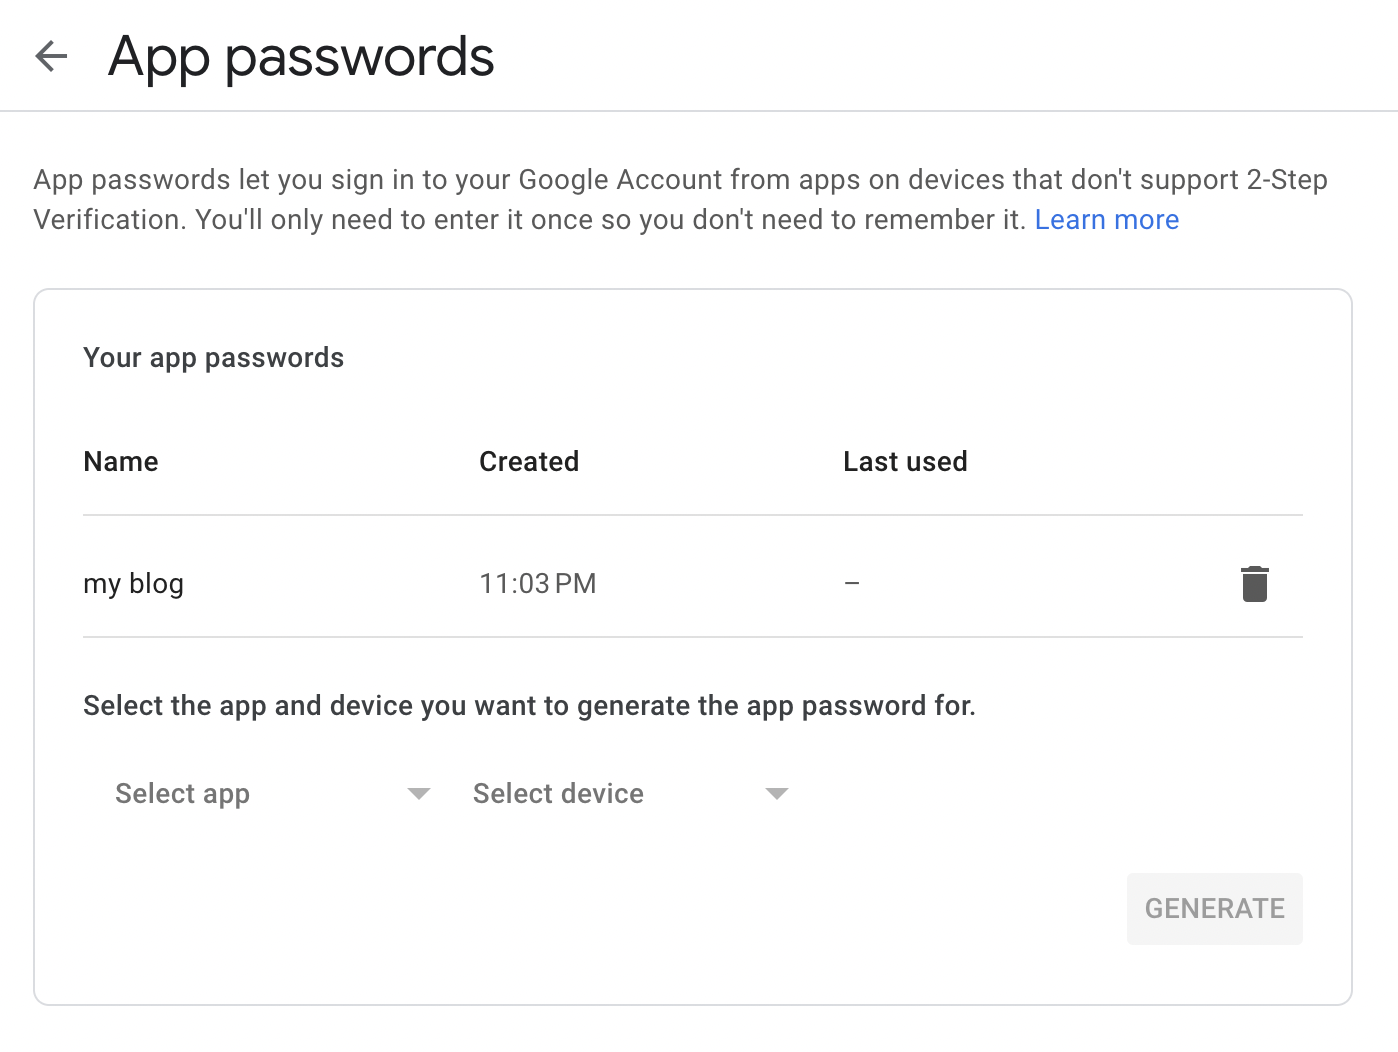 App passwords
App passwords let you sign in to your Google Account from apps on devices that don't support 2-Step
Verification. You'll only need to enter it once so you don't need to remember it. Learn more
Your app passwords
Name Created Last used
my blog 11:03 PM –
Select the app and device you want to generate the app password for.
Select app Select device
GENERATE